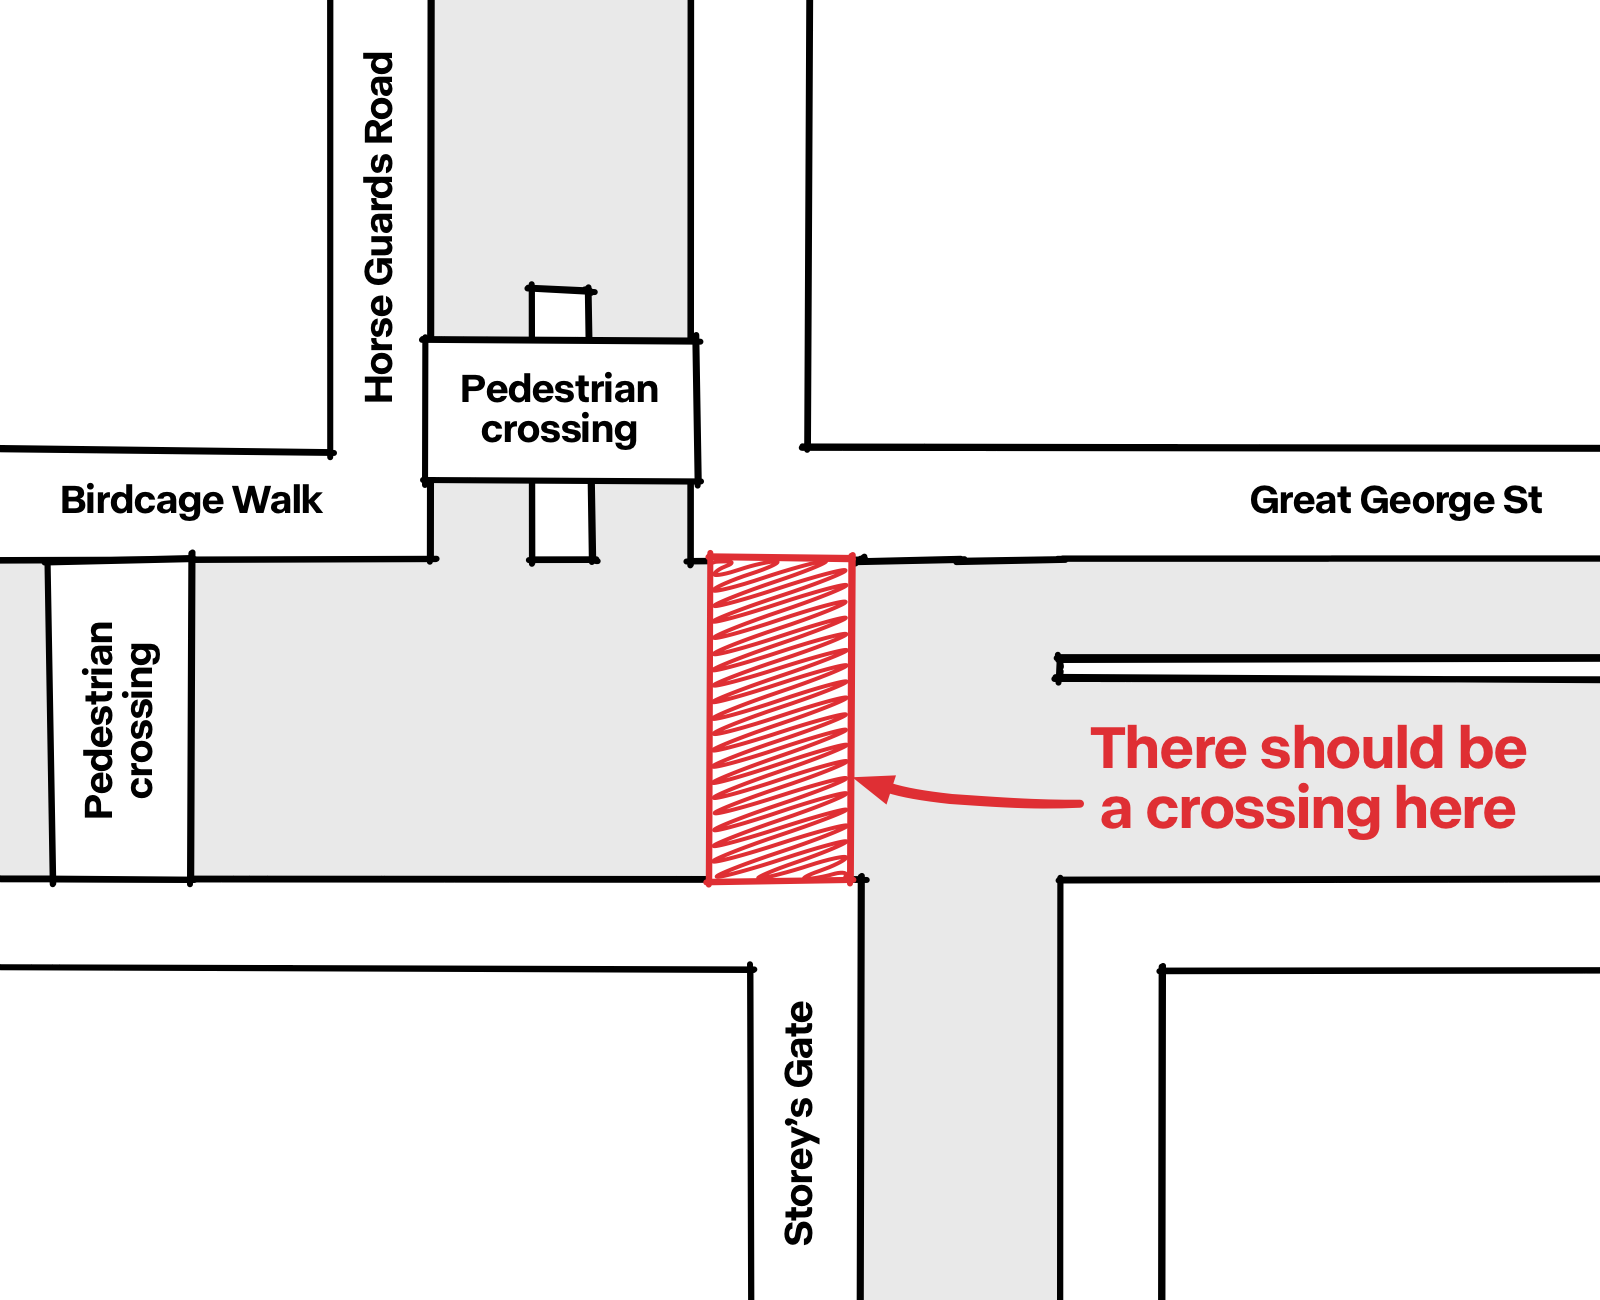 Horse Guards Road
Pedestrian
crossing
Birdcage Walk
Great George St
Pedestrian
crossing
There should be
a crossing here
Storey’s Gate